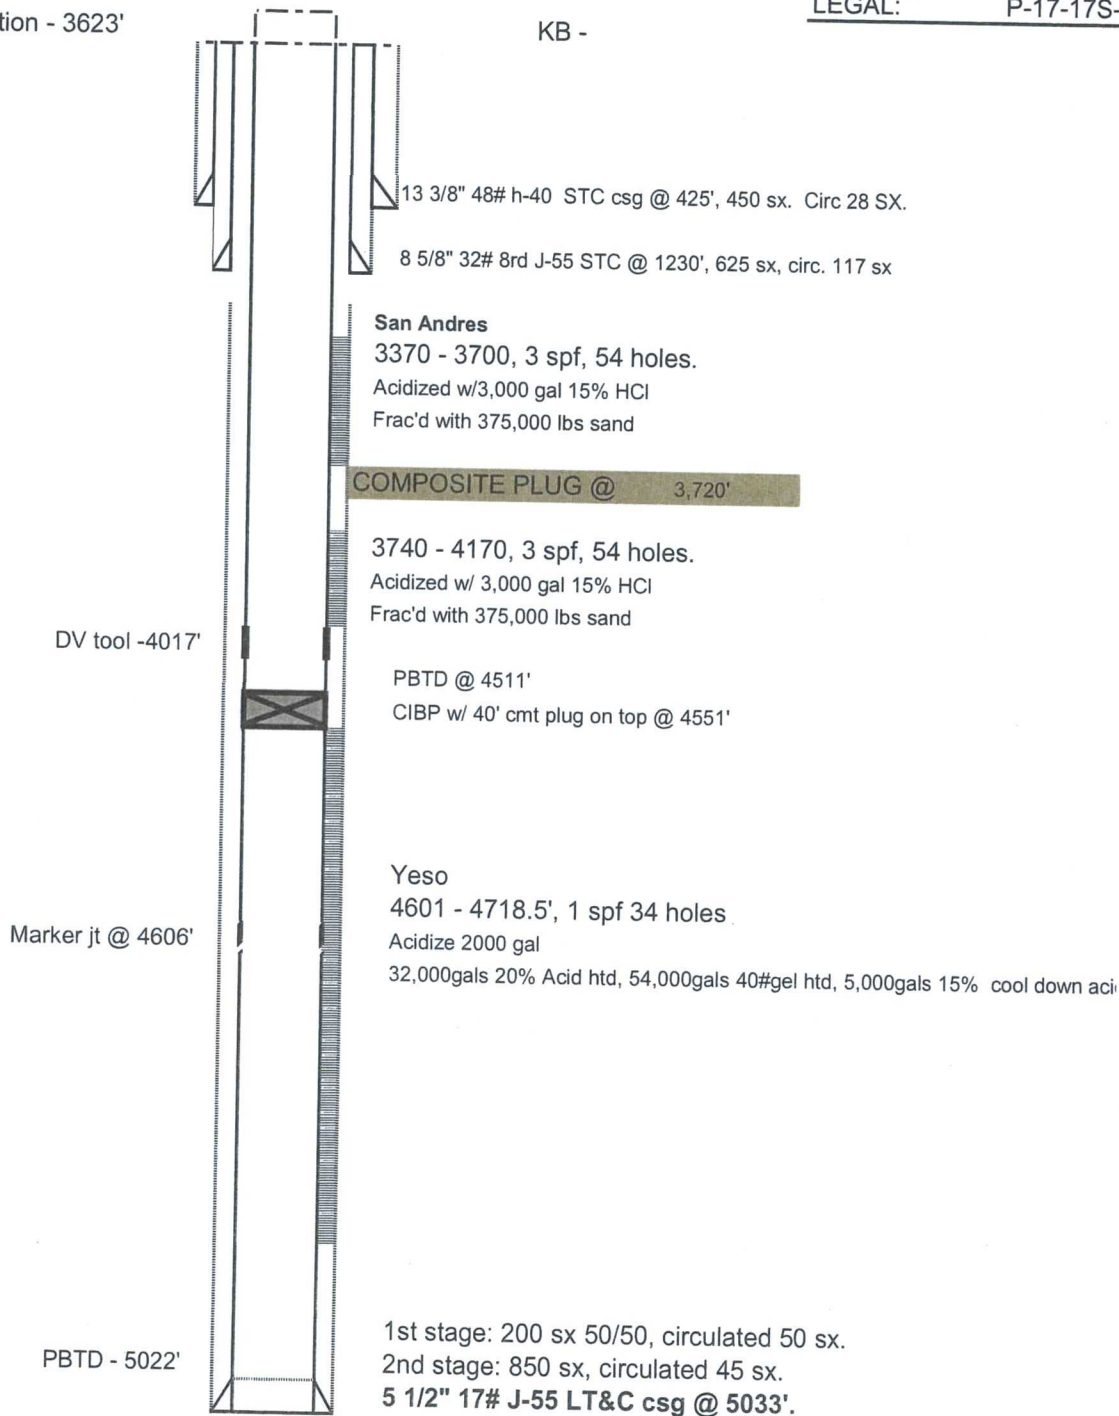 tion - 3623'
KB -
LEGAL: P-17-17S-
13 3/8" 48# h-40 STC csg @ 425', 450 sx. Circ 28 SX.
8 5/8" 32# 8rd J-55 STC @ 1230', 625 sx, circ. 117 sx
San Andres
3370 - 3700, 3 spf, 54 holes.
Acidized w/3,000 gal 15% HCl
Frac'd with 375,000 lbs sand
COMPOSITE PLUG @ 3,720'
3740 - 4170, 3 spf, 54 holes.
Acidized w/ 3,000 gal 15% HCl
Frac'd with 375,000 lbs sand
DV tool -4017'
PBTD @ 4511'
CIBP w/ 40' cmt plug on top @ 4551'
Yeso
4601 - 4718.5', 1 spf 34 holes
Marker jt @ 4606'
Acidize 2000 gal
32,000gals 20% Acid htd, 54,000gals 40#gel htd, 5,000gals 15% cool down aci
1st stage: 200 sx 50/50, circulated 50 sx.
PBTD - 5022'
2nd stage: 850 sx, circulated 45 sx.
5 1/2" 17# J-55 LT&C csg @ 5033'.